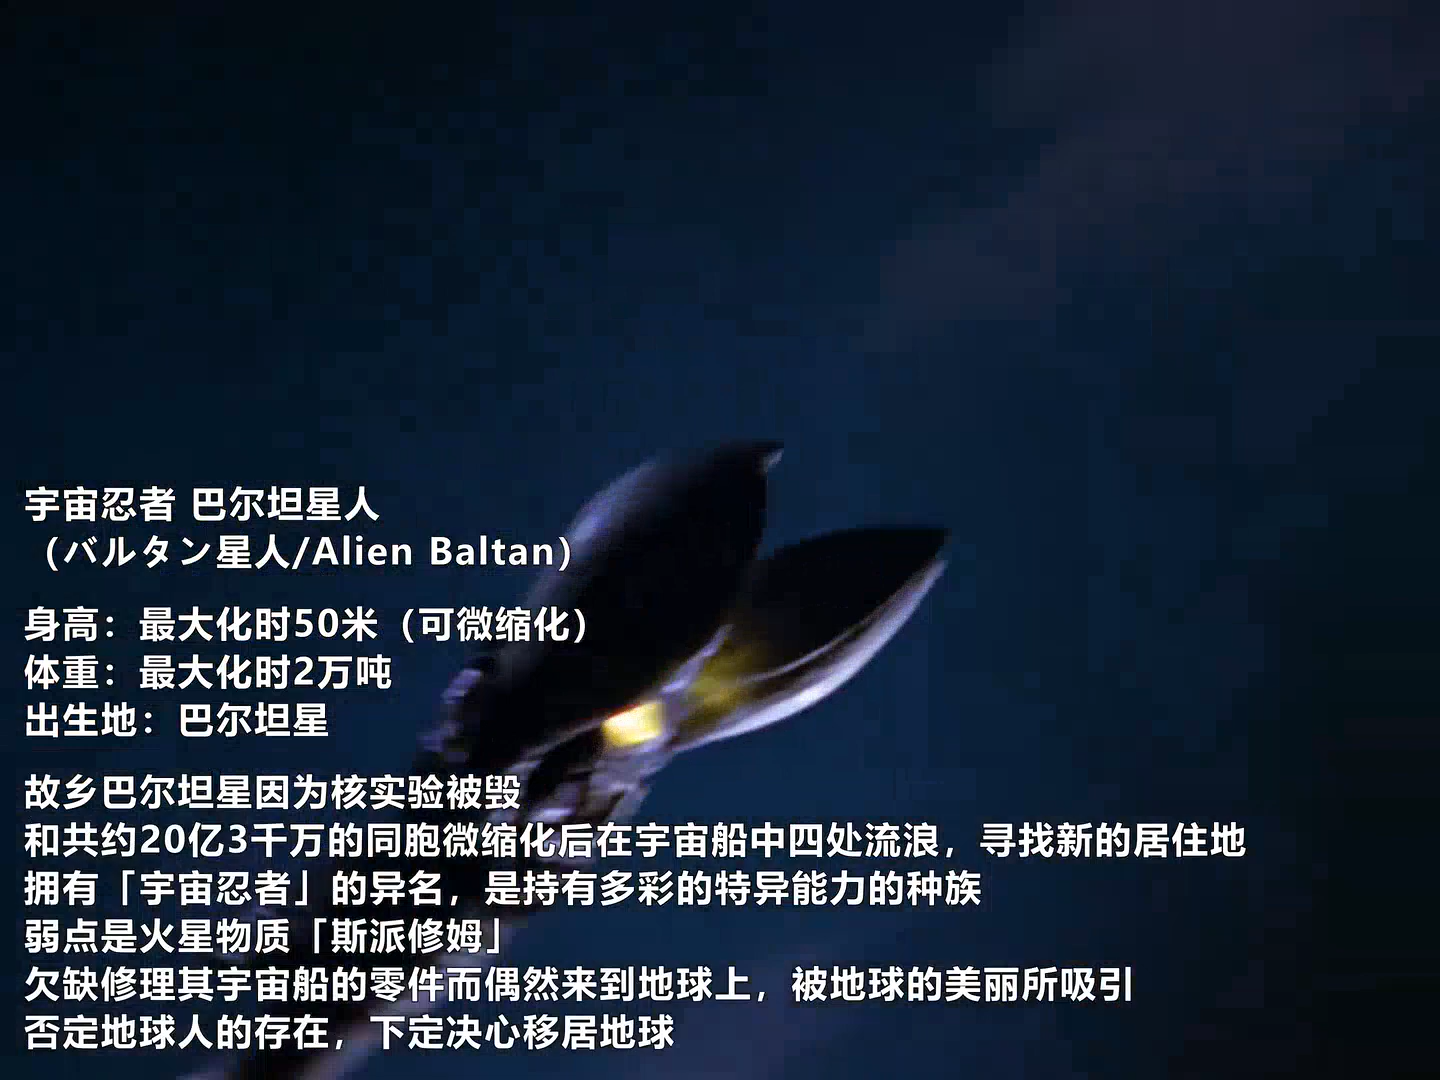 宇宙忍者 巴尔坦星人
（バルタン星人/Alien Baltan）
身高：最大化时50米（可微缩化）
体重：最大化时2万吨
出生地：巴尔坦星
故乡巴尔坦星因为核实验被毁
和共约20亿3千万的同胞微缩化后在宇宙船中四处流浪，寻找新的居住地
拥有「宇宙忍者」的异名，是持有多彩的特异能力的种族
弱点是火星物质「斯派修姆」
欠缺修理其宇宙船的零件而偶然来到地球上，被地球的美丽所吸引
否定地球人的存在，下定决心移居地球